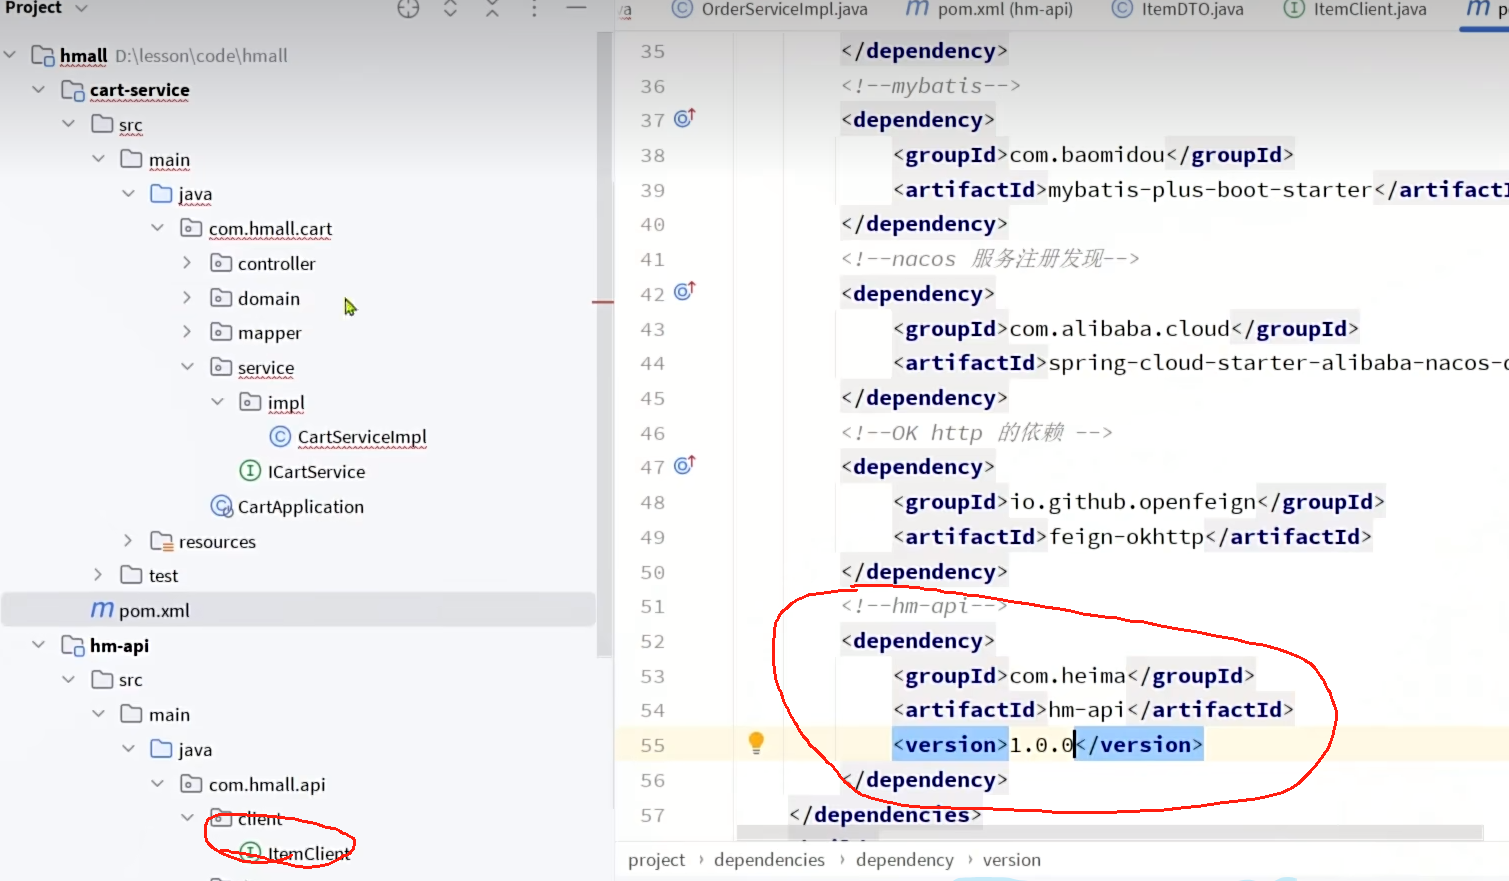 Project
hmall D:\lesson\code\hmall
cart-service
src
main
java
com.hmall.cart
controller
domain
mapper
service
impl
CartServiceImpl
ICartService
CartApplication
resources
test
pom.xml
hm-api
src
main
java
com.hmall.api
client
ItemClient
OrderServiceImpl.java pom.xml (hm-api) ItemDTO.java ItemClient.java
35 </dependency>
36 <!--mybatis-->
37 <dependency>
38 <groupId>com.baomidou</groupId>
39 <artifactId>mybatis-plus-boot-starter</artifactI
40 </dependency>
41 <!--nacos 服务注册发现-->
42 <dependency>
43 <groupId>com.alibaba.cloud</groupId>
44 <artifactId>spring-cloud-starter-alibaba-nacos-
45 </dependency>
46 <!--OK http 的依赖 -->
47 <dependency>
48 <groupId>io.github.openfeign</groupId>
49 <artifactId>feign-okhttp</artifactId>
50 </dependency>
51 <!--hm-api-->
52 <dependency>
53 <groupId>com.heima</groupId>
54 <artifactId>hm-api</artifactId>
55 <version>1.0.0</version>
56 </dependency>
57 </dependencies>
project › dependencies › dependency › version